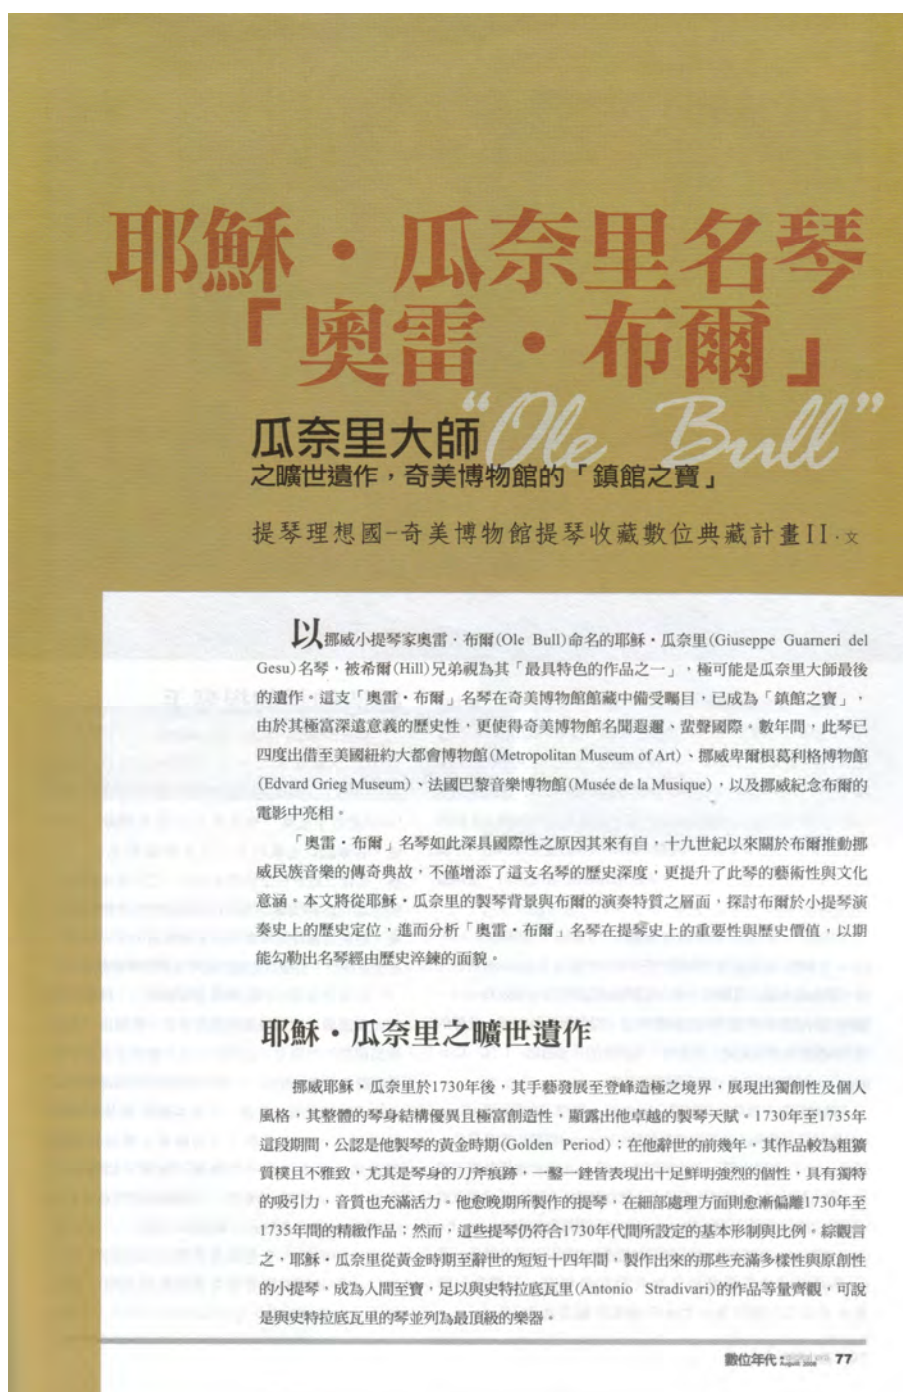 耶穌・瓜奈里名琴
「奧雷・布爾」
"Ole Bull"
瓜奈里大師
之曠世遺作，奇美博物館的「鎮館之寶」
提琴理想國-奇美博物館提琴收藏數位典藏計畫II·文
以挪威小提琴家奧雷・布爾(Ole Bull)命名的耶穌・瓜奈里(Giuseppe Guarneri del
Gesu)名琴，被希爾(Hill)兄弟視為其「最具特色的作品之一」，極可能是瓜奈里大師最後
的遺作。這支「奧雷・布爾」名琴在奇美博物館館藏中備受矚目，已成為「鎮館之寶」，
由於其極富深遠意義的歷史性，更使得奇美博物館名聞遐邇、蜚聲國際。數年間，此琴已
四度出借至美國紐約大都會博物館(Metropolitan Museum of Art)、挪威卑爾根葛利格博物館
(Edvard Grieg Museum)、法國巴黎音樂博物館(Musée de la Musique)，以及挪威紀念布爾的
電影中亮相。
「奧雷・布爾」名琴如此深具國際性之原因其來有自，十九世紀以來關於布爾推動挪
威民族音樂的傳奇典故，不僅增添了這支名琴的歷史深度，更提升了此琴的藝術性與文化
意涵。本文將從耶穌・瓜奈里的製琴背景與布爾的演奏特質之層面，探討布爾於小提琴演
奏史上的歷史定位，進而分析「奧雷・布爾」名琴在提琴史上的重要性與歷史價值，以期
能勾勒出名琴經由歷史淬鍊的面貌。
耶穌・瓜奈里之曠世遺作
挪威耶穌・瓜奈里於1730年後，其手藝發展至登峰造極之境界，展現出獨創性及個人
風格，其整體的琴身結構優異且極富創造性，顯露出他卓越的製琴天賦。1730年至1735年
這段期間，公認是他製琴的黃金時期(Golden Period)；在他辭世的前幾年，其作品較為粗獷
質樸且不雅致，尤其是琴身的刀斧痕跡，一鑿一銼皆表現出十足鮮明強烈的個性，具有獨特
的吸引力，音質也充滿活力。他愈晚期所製作的提琴，在細部處理方面則愈漸偏離1730年至
1735年間的精緻作品；然而，這些提琴仍符合1730年代間所設定的基本形制與比例。綜觀言
之，耶穌・瓜奈里從黃金時期至辭世的短短十四年間，製作出來的那些充滿多樣性與原創性
的小提琴，成為人間至寶，足以與史特拉底瓦里(Antonio Stradivari)的作品等量齊觀，可說
是與史特拉底瓦里的琴並列為最頂級的樂器。
數位年代・ 77